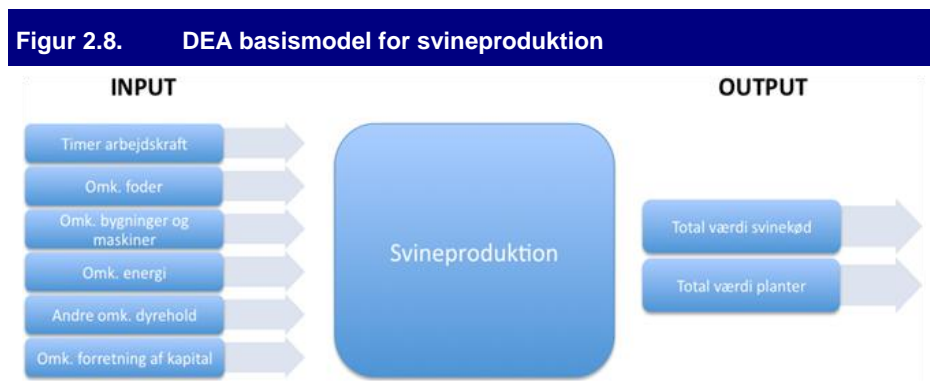 Figur 2.8. DEA basismodel for svineproduktion
INPUT
OUTPUT
Timer arbejdskraft
Omk. foder
Omk. bygninger og
maskiner
Omk. energi
Andre omk. dyrehold
Omk. forretning af kapital
Svineproduktion
Total værdi svinekød
Total værdi planter